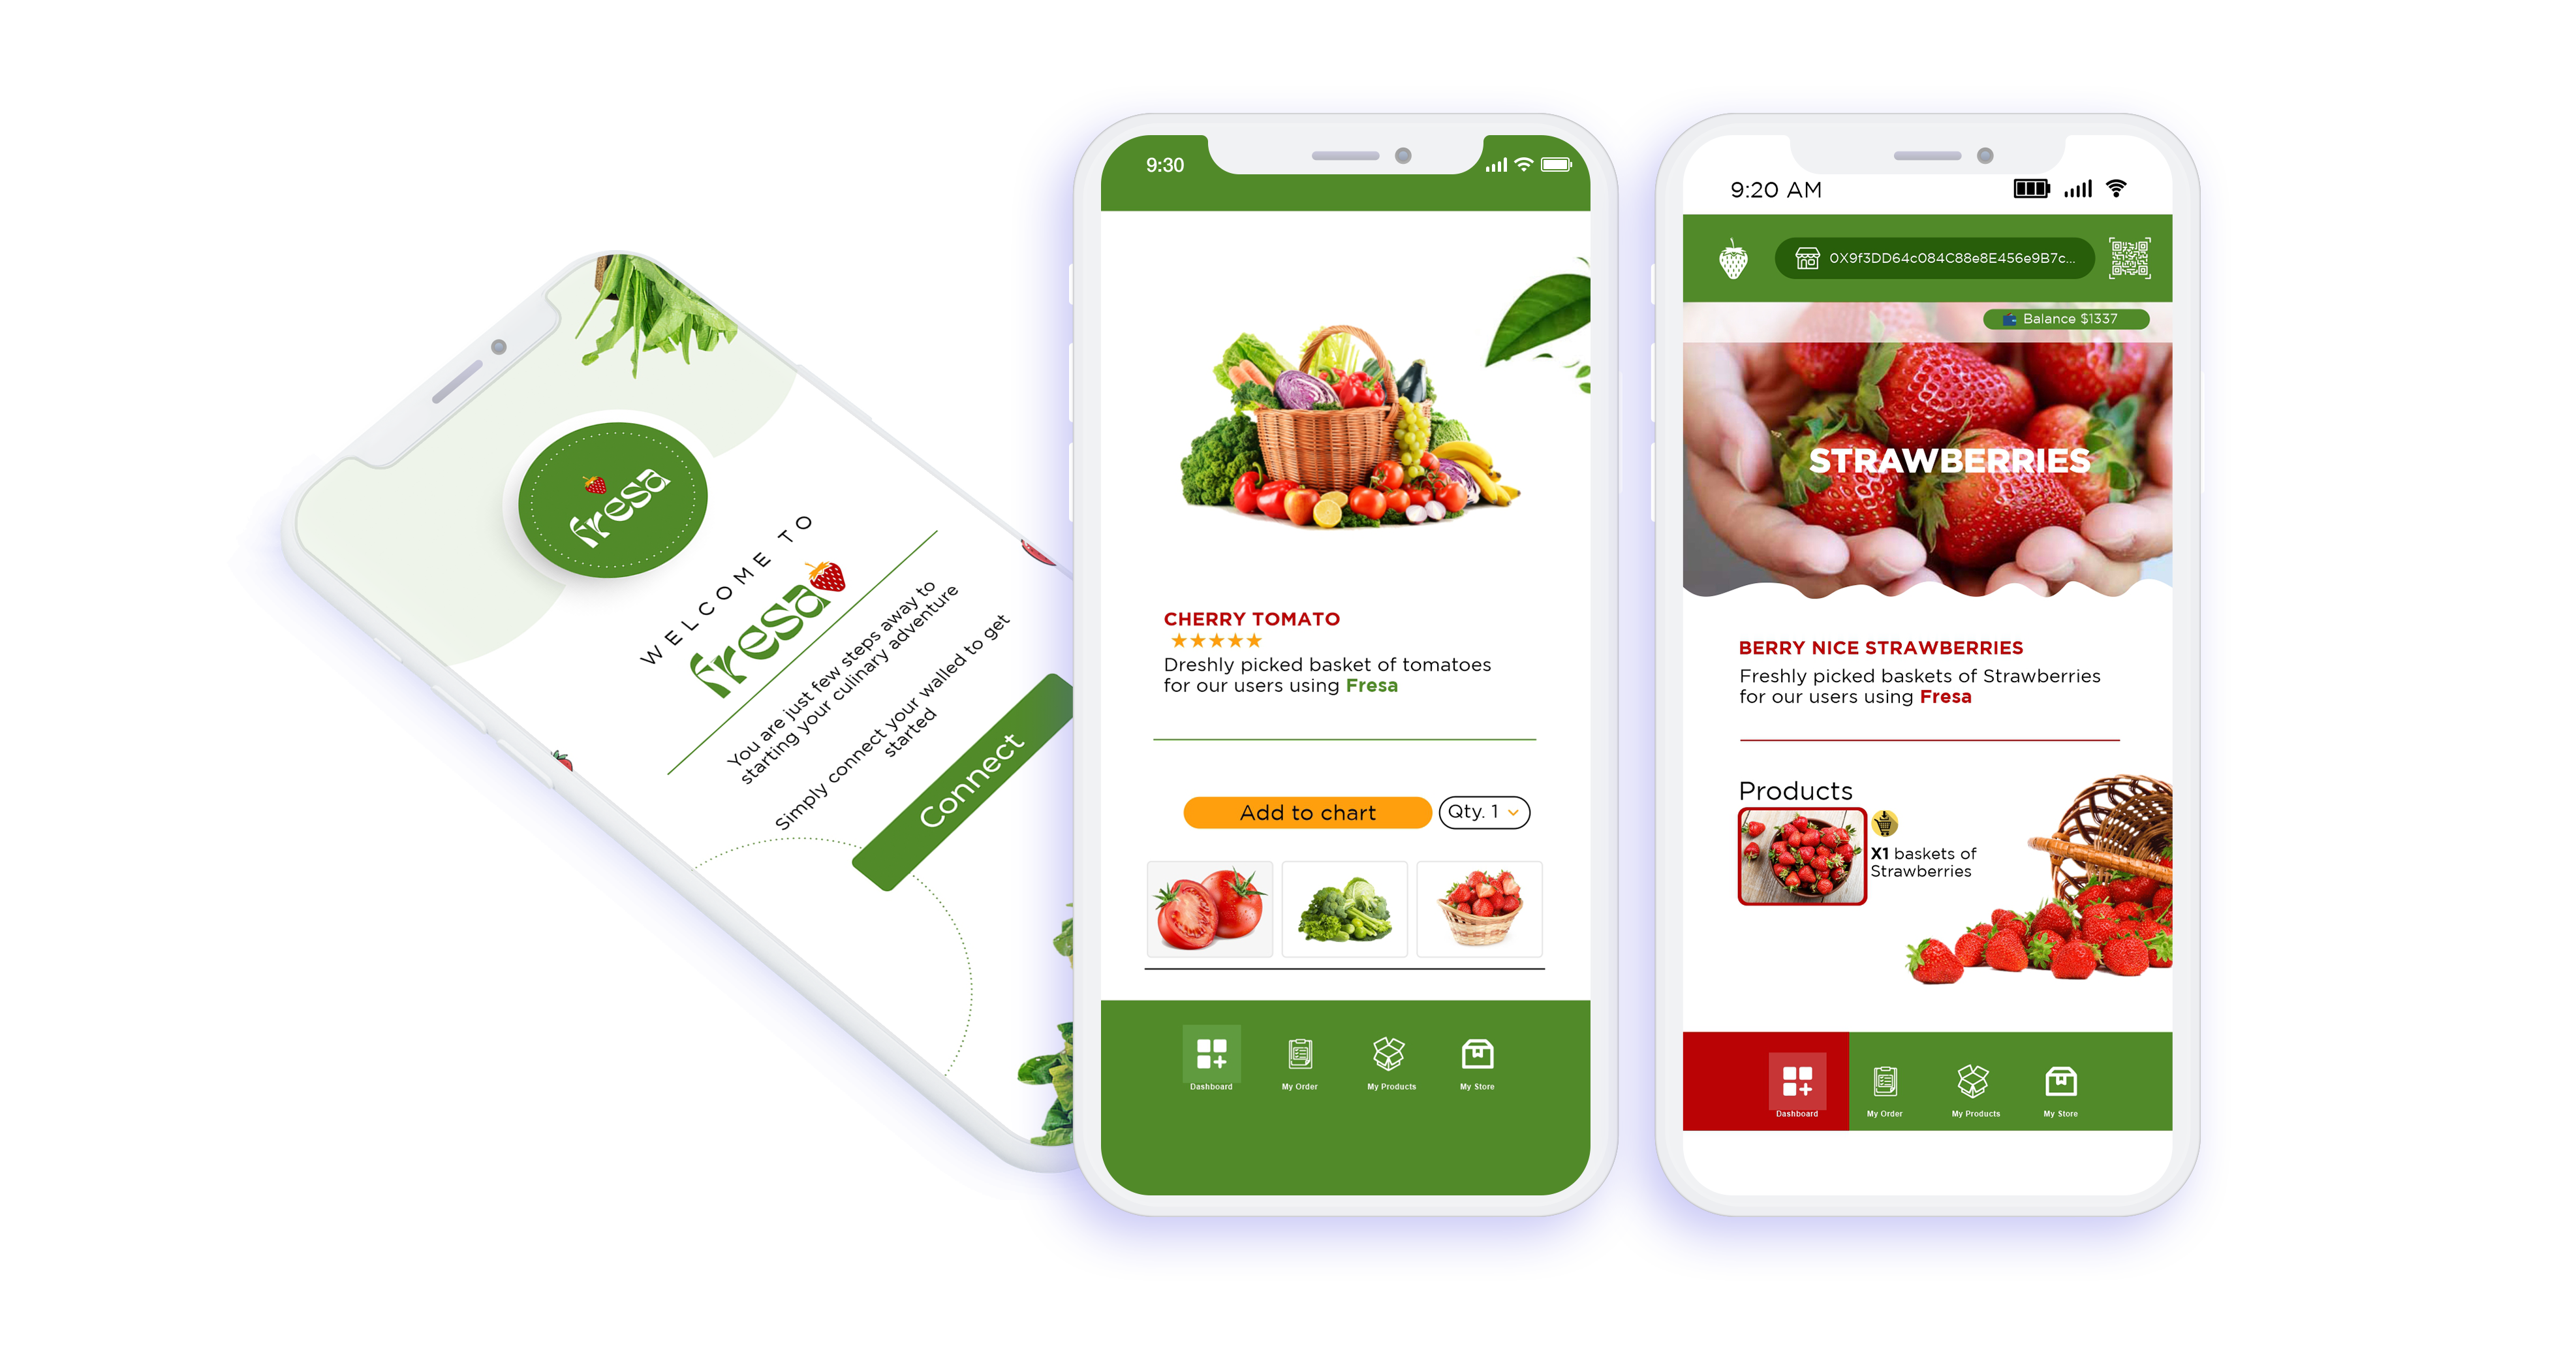 fresa
WELCOME TO
fresa
You are just few steps away to
starting your culinary adventure
Simply connect your walled to get
started
Connect
9:30
CHERRY TOMATO
Dreshly picked basket of tomatoes
for our users using Fresa
Add to chart
Qty. 1
Dashboard
My Order
My Products
My Store
9:20 AM
0X9f3DD64c084C88e8E456e9B7c...
Balance $1337
STRAWBERRIES
BERRY NICE STRAWBERRIES
Freshly picked baskets of Strawberries
for our users using Fresa
Products
X1 baskets of
Strawberries
Dashboard
My Order
My Products
My Store